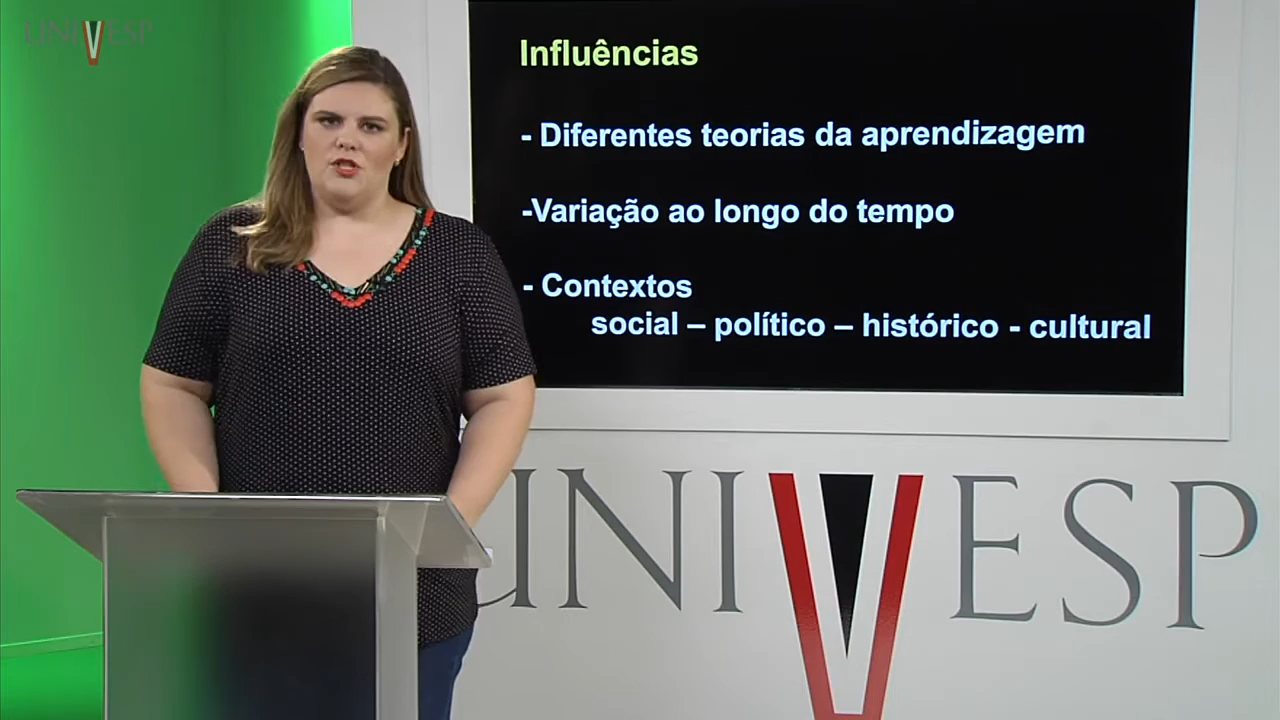 UNIVESP
Influências
- Diferentes teorias da aprendizagem
-Variação ao longo do tempo
- Contextos
social – político – histórico - cultural
UNIVESP